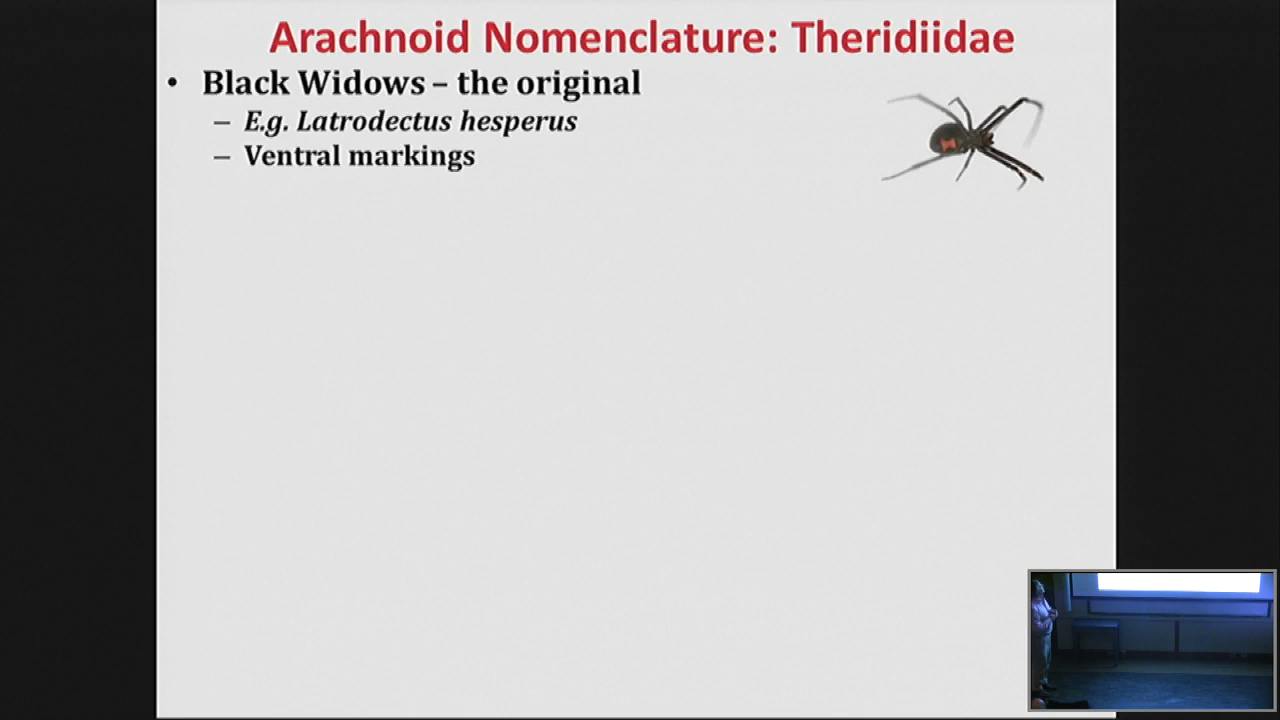 Arachnoid Nomenclature: Theridiidae
• Black Widows – the original
– E.g. Latrodectus hesperus
– Ventral markings